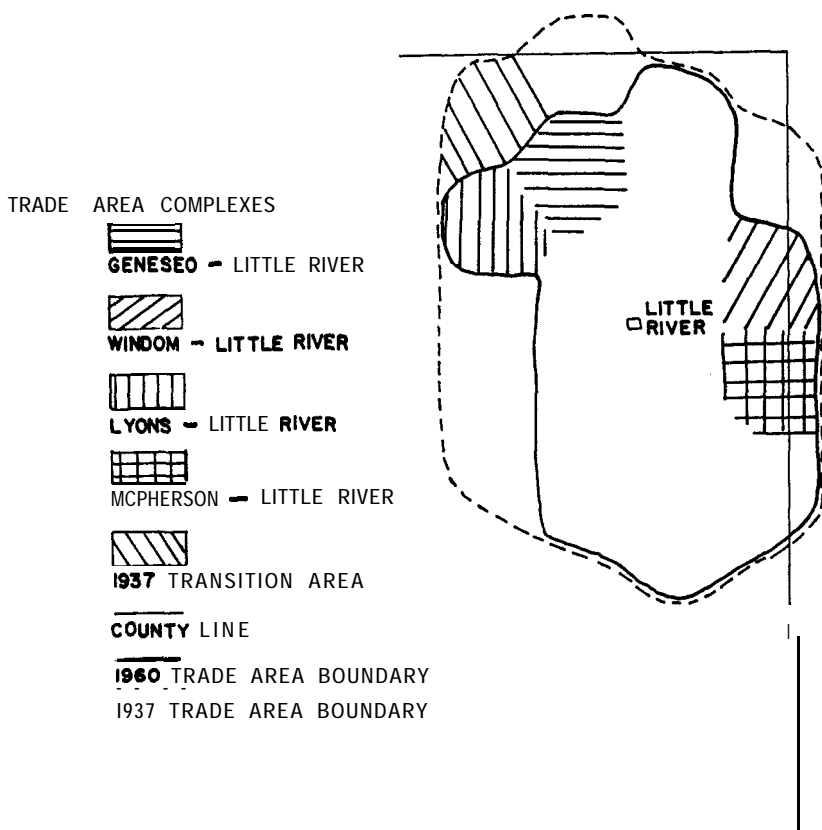 TRADE AREA COMPLEXES
GENESEO - LITTLE RIVER
WINDOM - LITTLE RIVER
LYONS - LITTLE RIVER
MCPHERSON - LITTLE RIVER
1937 TRANSITION AREA
COUNTY LINE
1960 TRADE AREA BOUNDARY
1937 TRADE AREA BOUNDARY
LITTLE
RIVER